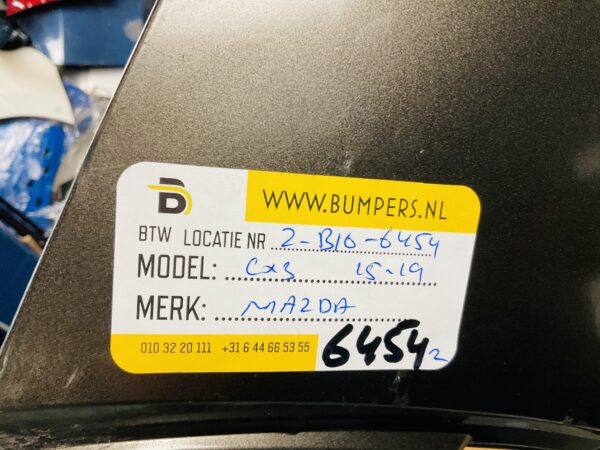 WWW.BUMPERS.NL
BTW LOCATIE NR 2-B10-6454
MODEL: CX3 15-19
MERK: MAZDA
010 32 20 111 +31 6 44 66 53 55
6454 2